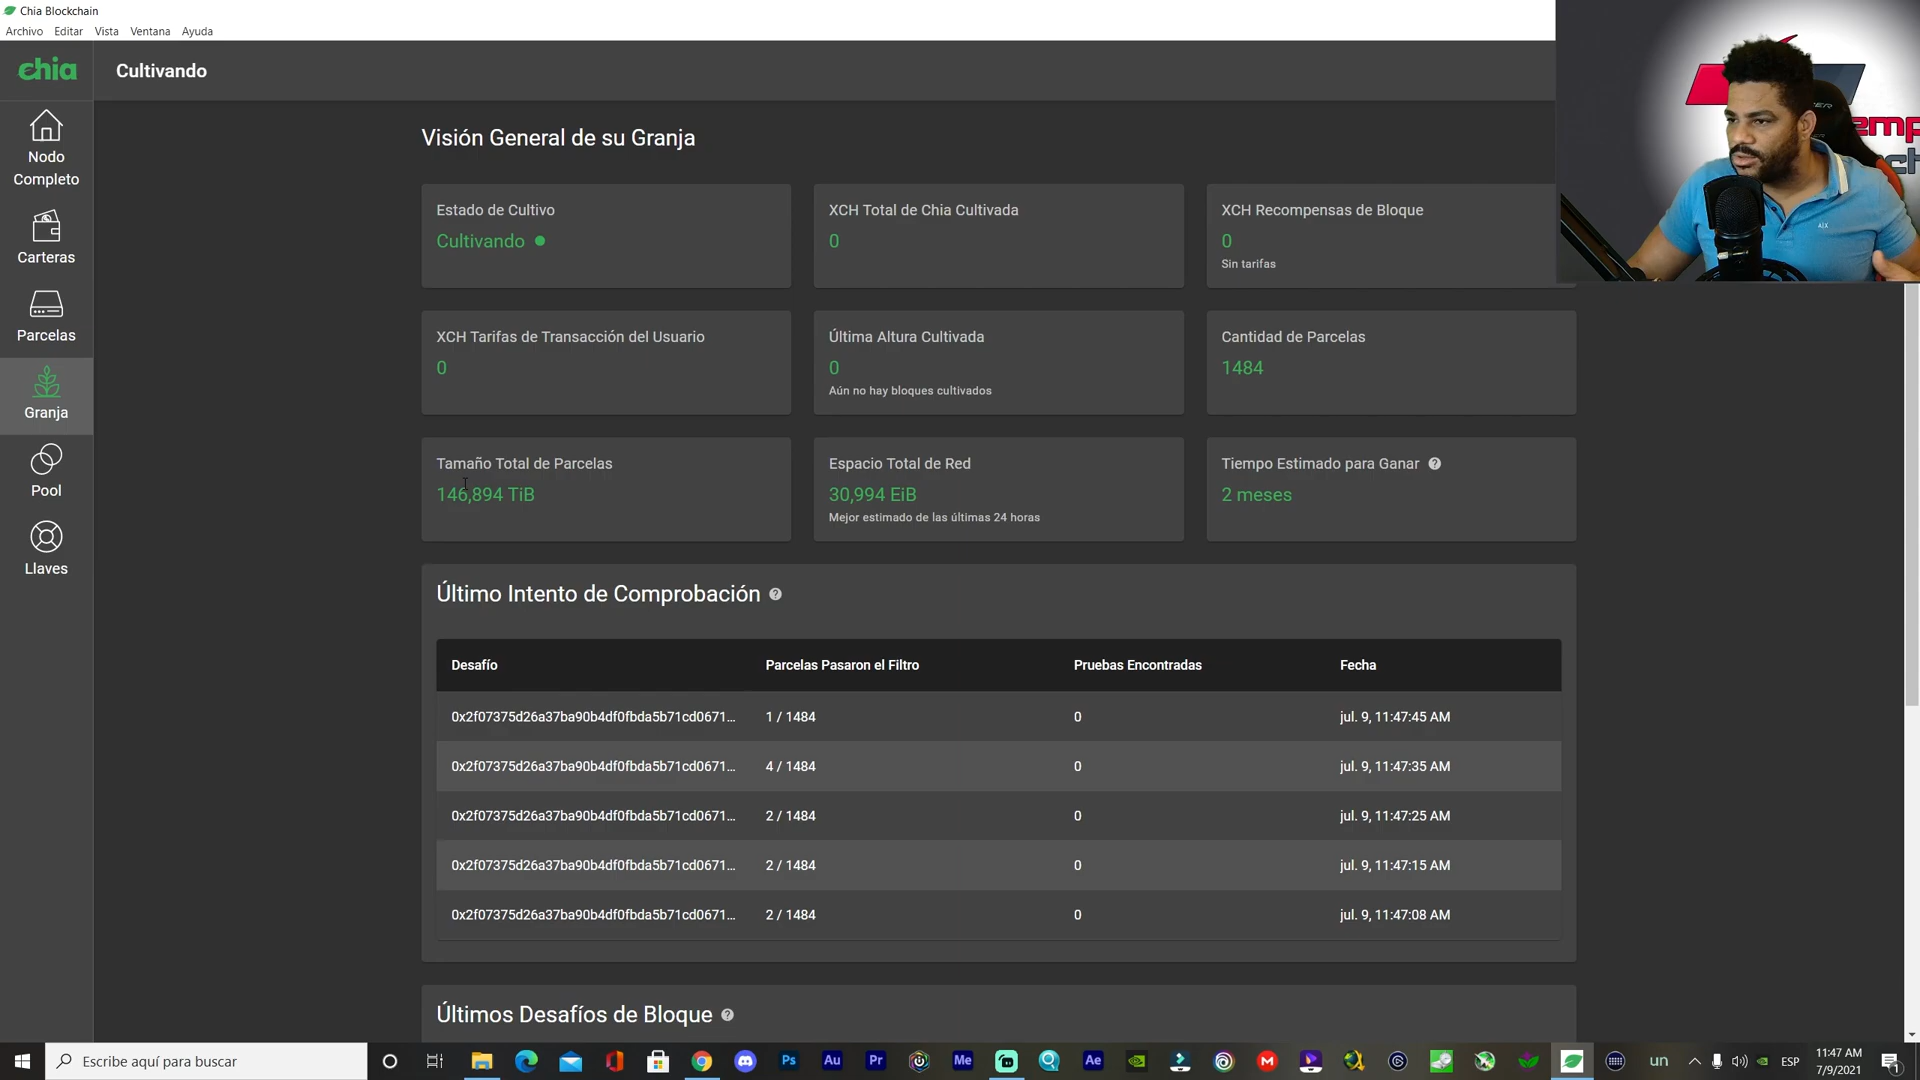 Chia Blockchain
Archivo Editar Vista Ventana Ayuda
chia
Cultivando
Nodo
Completo
Carteras
Parcelas
Granja
Pool
Llaves
Visión General de su Granja
Estado de Cultivo
Cultivando
XCH Total de Chia Cultivada
0
XCH Recompensas de Bloque
0
Sin tarifas
XCH Tarifas de Transacción del Usuario
0
Última Altura Cultivada
0
Aún no hay bloques cultivados
Cantidad de Parcelas
1484
Tamaño Total de Parcelas
146,894 TiB
Espacio Total de Red
30,994 EiB
Mejor estimado de las últimas 24 horas
Tiempo Estimado para Ganar ?
2 meses
Último Intento de Comprobación ?
Desafío Parcelas Pasaron el Filtro Pruebas Encontradas Fecha
0x2f07375d26a37ba90b4df0fbda5b71cd0671... 1 / 1484 0 jul. 9, 11:47:45 AM
0x2f07375d26a37ba90b4df0fbda5b71cd0671... 4 / 1484 0 jul. 9, 11:47:35 AM
0x2f07375d26a37ba90b4df0fbda5b71cd0671... 2 / 1484 0 jul. 9, 11:47:25 AM
0x2f07375d26a37ba90b4df0fbda5b71cd0671... 2 / 1484 0 jul. 9, 11:47:15 AM
0x2f07375d26a37ba90b4df0fbda5b71cd0671... 2 / 1484 0 jul. 9, 11:47:08 AM
Últimos Desafíos de Bloque ?
Escribe aquí para buscar
Ps Au Pr Me Ae
un
ESP
11:47 AM
7/9/2021
1
A|X